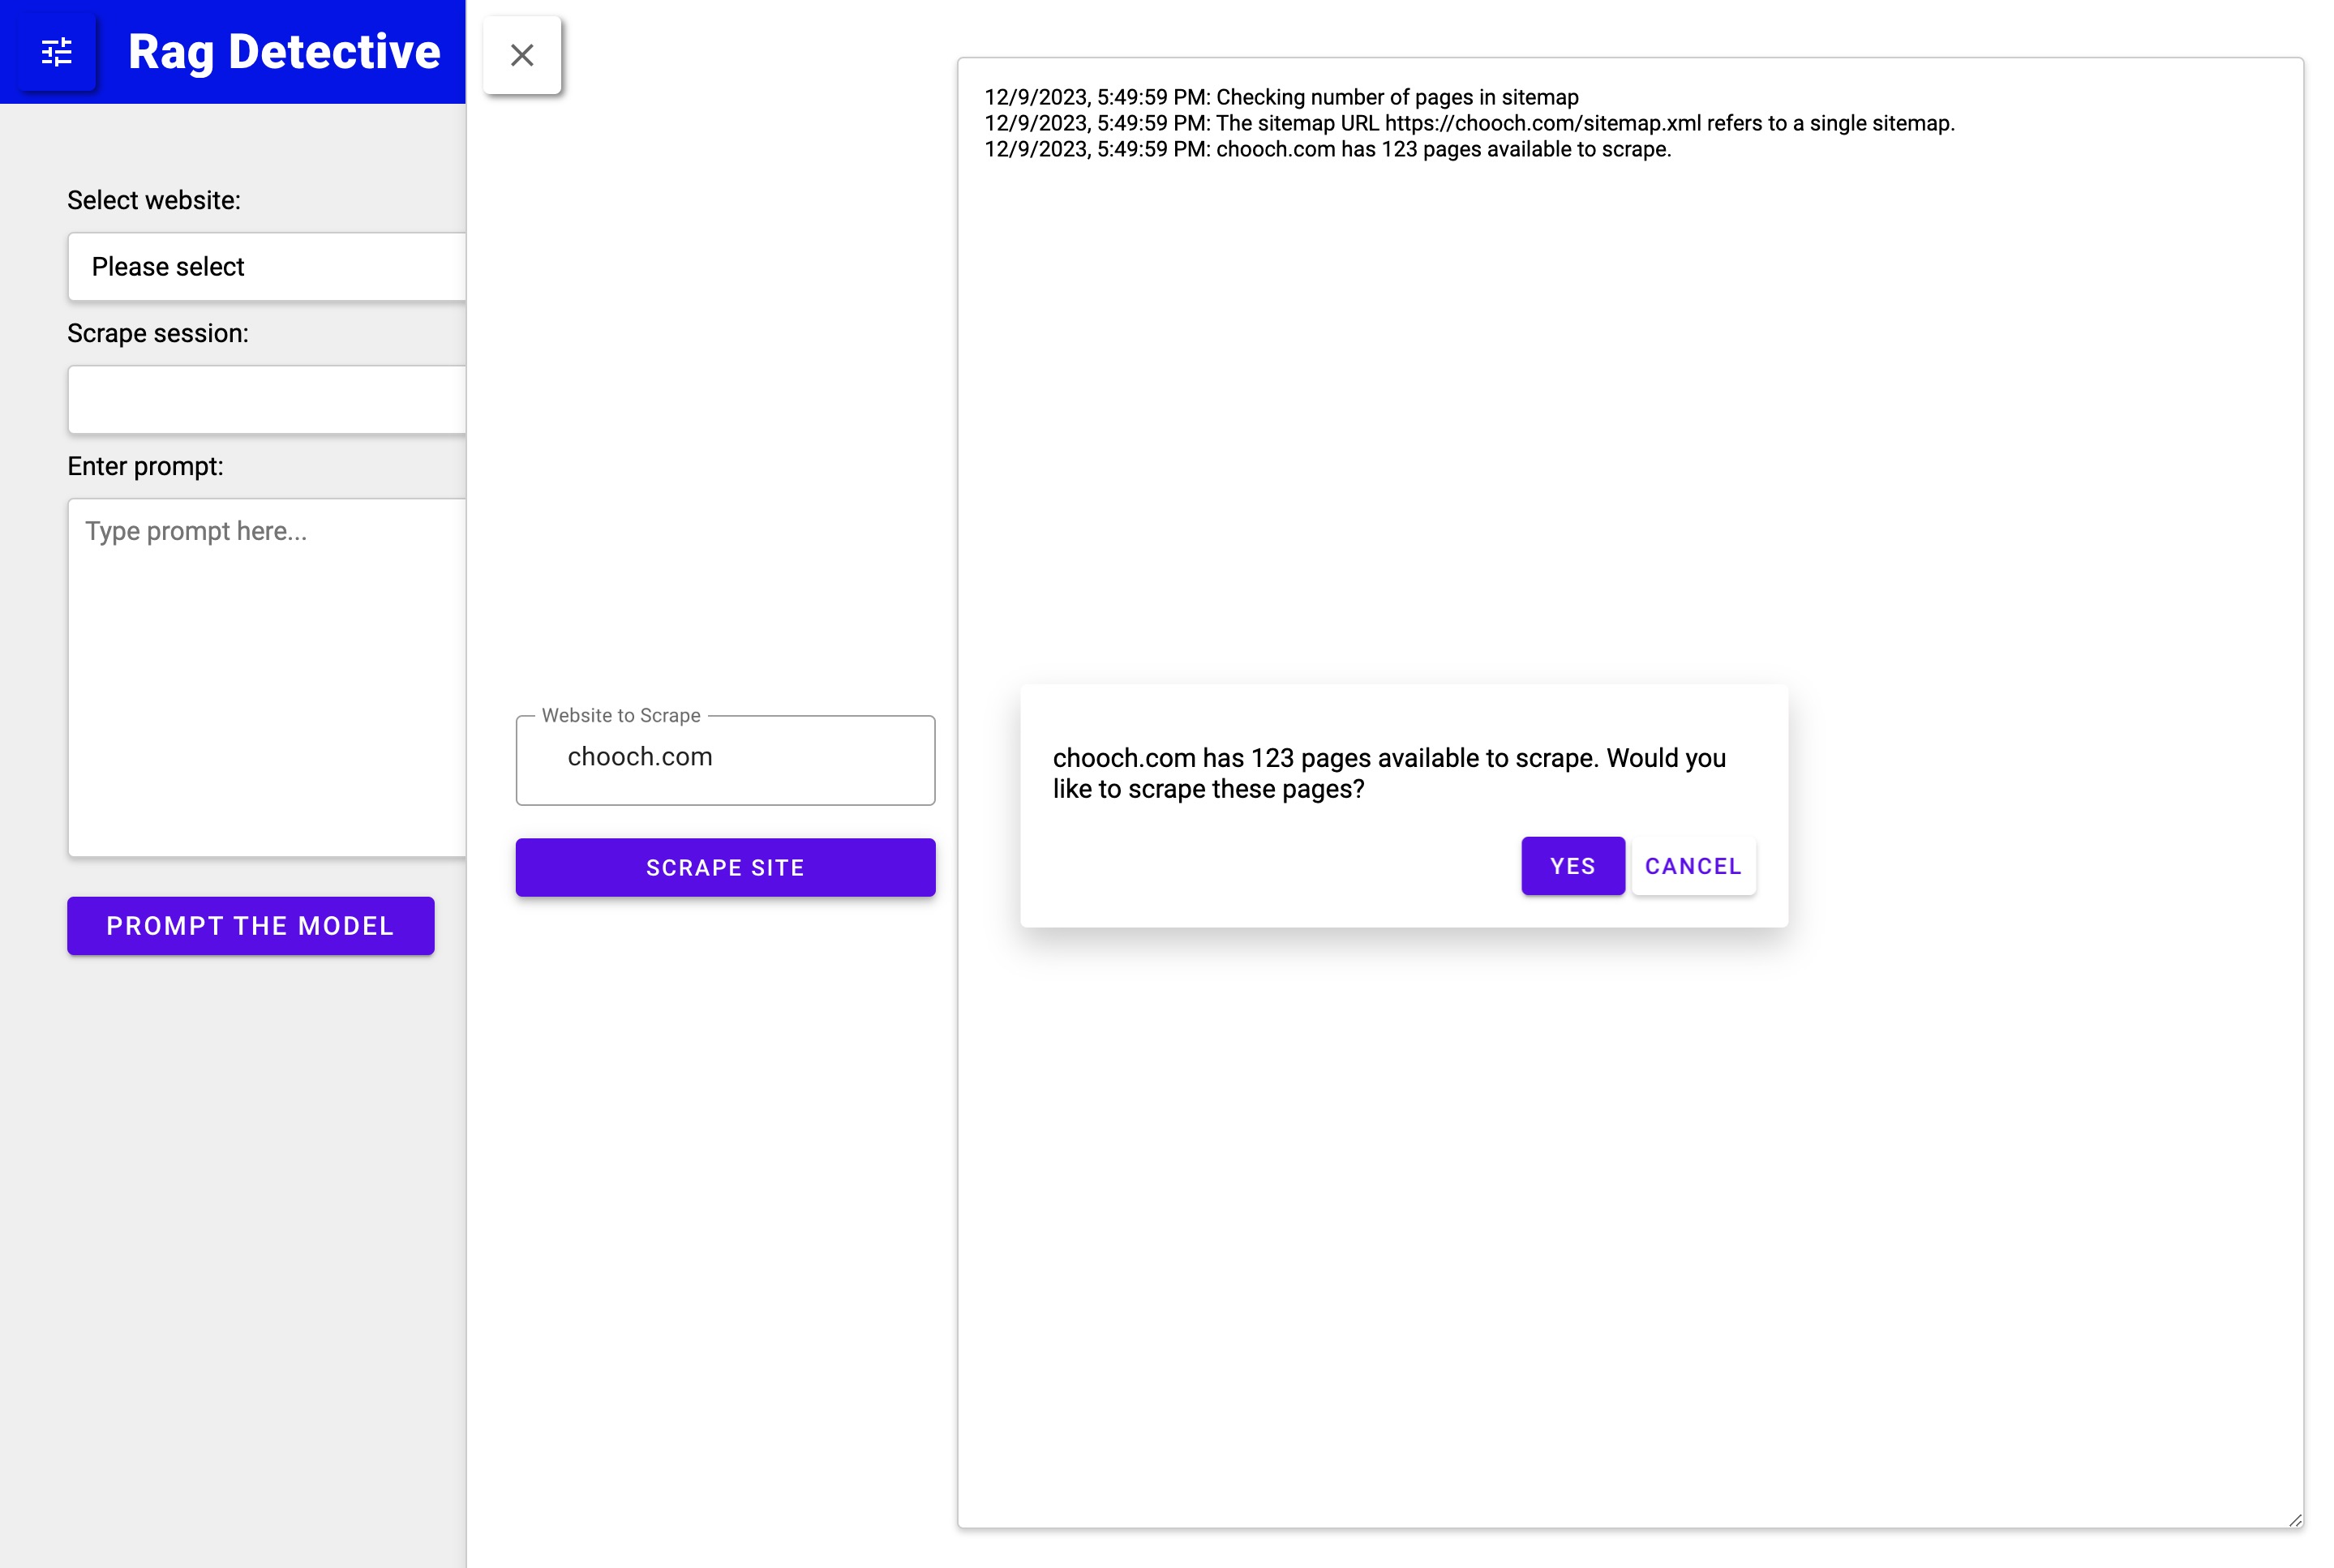 Rag Detective
Select website:
Please select
Scrape session:
Enter prompt:
Type prompt here...
PROMPT THE MODEL
Website to Scrape
chooch.com
SCRAPE SITE
12/9/2023, 5:49:59 PM: Checking number of pages in sitemap
12/9/2023, 5:49:59 PM: The sitemap URL https://chooch.com/sitemap.xml refers to a single sitemap.
12/9/2023, 5:49:59 PM: chooch.com has 123 pages available to scrape.
chooch.com has 123 pages available to scrape. Would you
like to scrape these pages?
YES
CANCEL